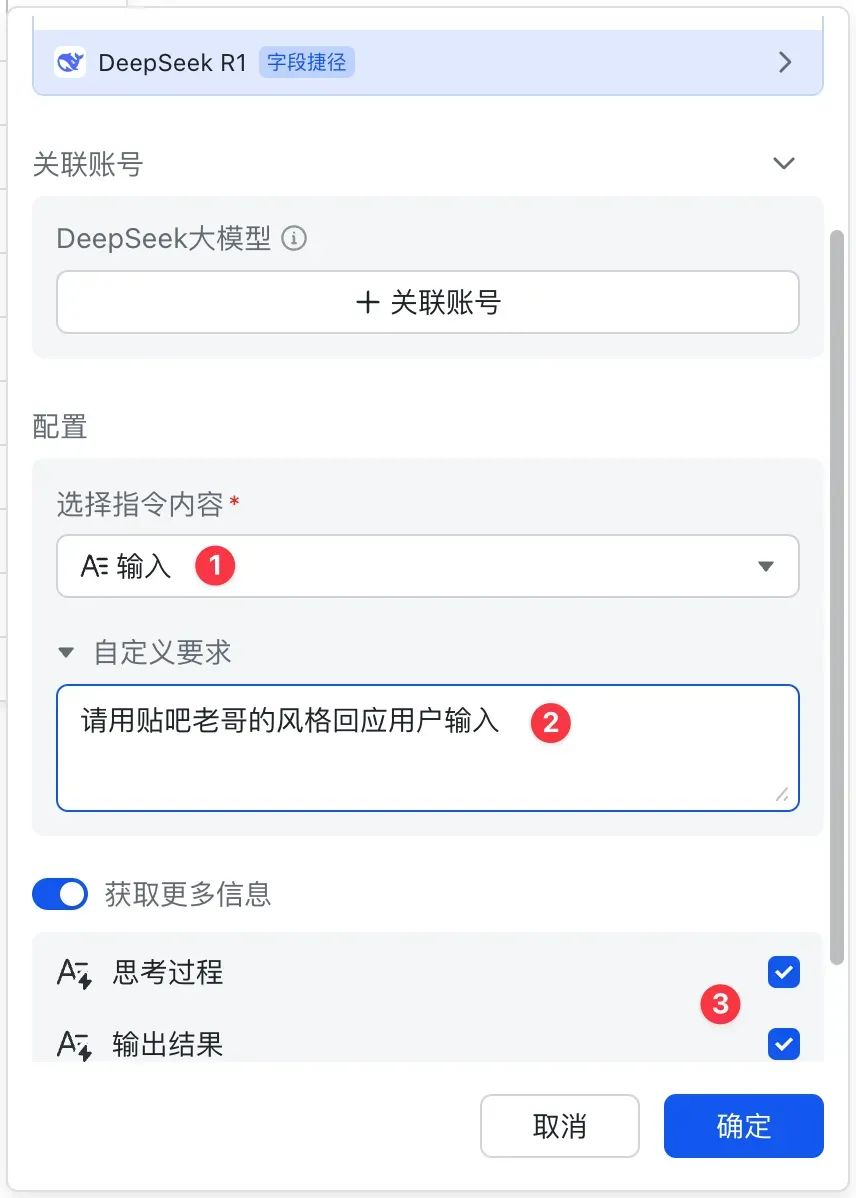 DeepSeek R1 字段捷径
关联账号
DeepSeek大模型
+ 关联账号
配置
选择指令内容*
输入 1
自定义要求
请用贴吧老哥的风格回应用户输入 2
获取更多信息
思考过程
3
输出结果
取消 确定